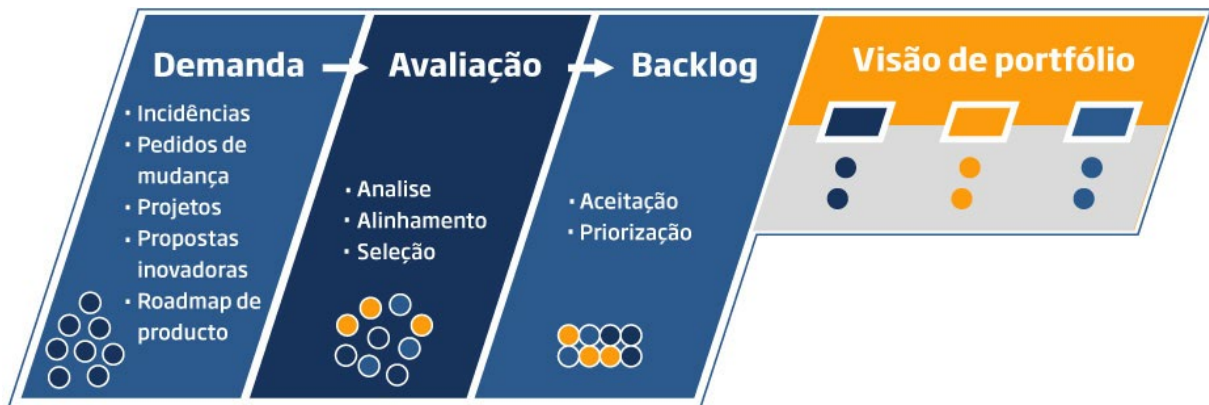 Demanda
· Incidências
· Pedidos de
mudança
· Projetos
· Propostas
inovadoras
· Roadmap de
producto
Avaliação
· Analise
· Alinhamento
· Seleção
Backlog
· Aceitação
· Priorização
Visão de portfólio